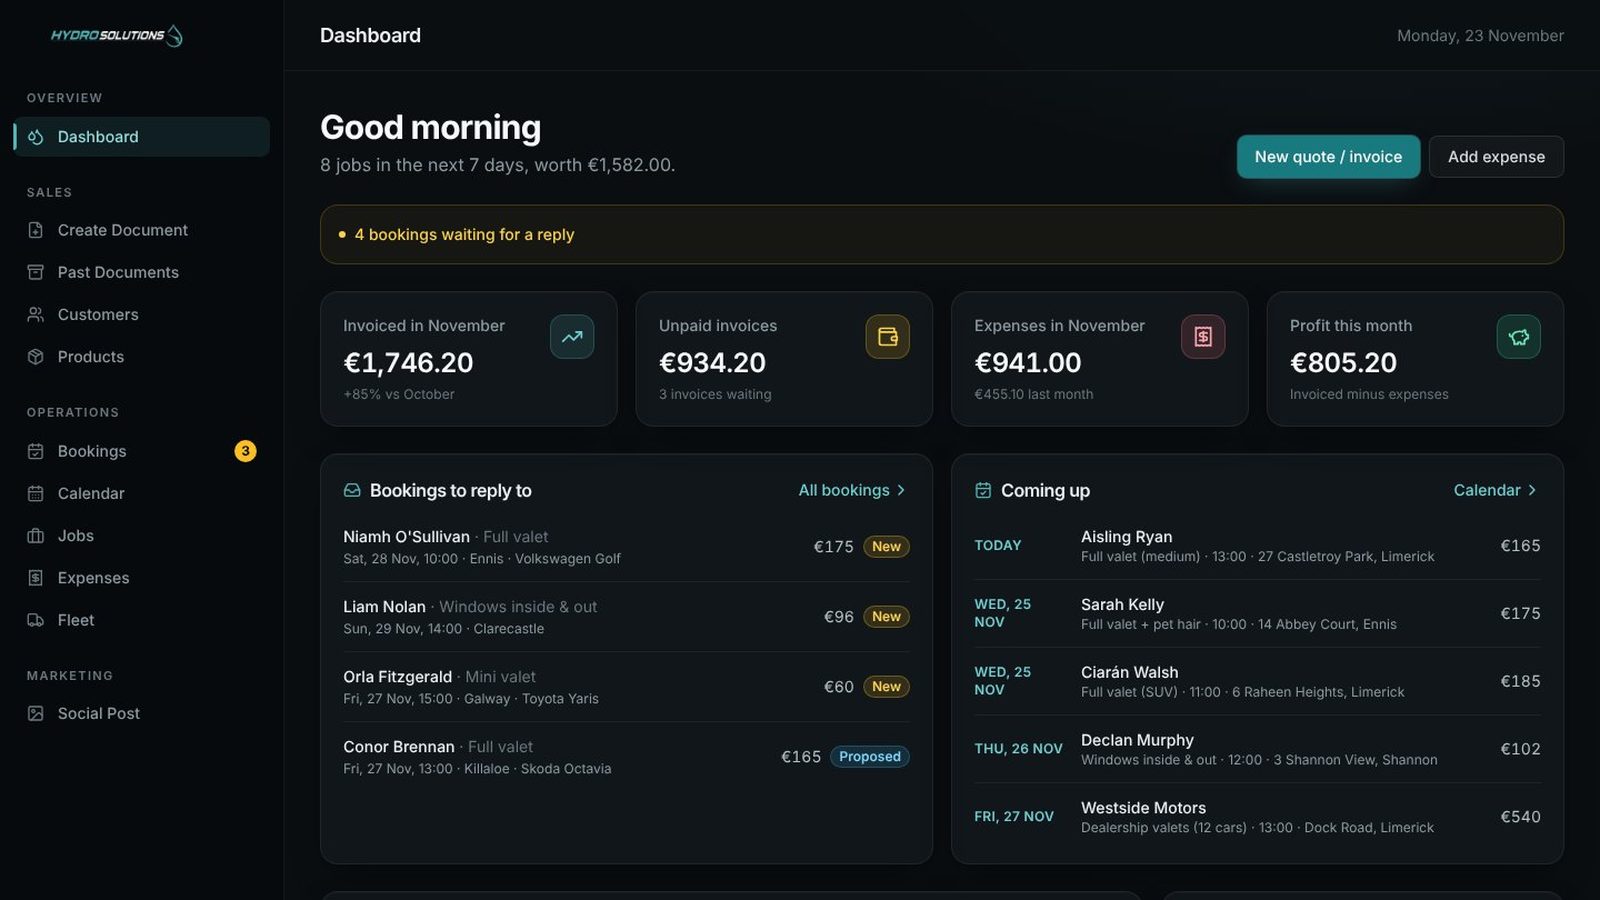 HYDROSOLUTIONS
Dashboard
Monday, 23 November
OVERVIEW
Dashboard
SALES
Create Document
Past Documents
Customers
Products
OPERATIONS
Bookings
3
Calendar
Jobs
Expenses
Fleet
MARKETING
Social Post
Good morning
8 jobs in the next 7 days, worth €1,582.00.
New quote / invoice
Add expense
4 bookings waiting for a reply
Invoiced in November
€1,746.20
+85% vs October
Unpaid invoices
€934.20
3 invoices waiting
Expenses in November
€941.00
€455.10 last month
Profit this month
€805.20
Invoiced minus expenses
Bookings to reply to
All bookings
Niamh O'Sullivan · Full valet
Sat, 28 Nov, 10:00 · Ennis · Volkswagen Golf
€175
New
Liam Nolan · Windows inside & out
Sun, 29 Nov, 14:00 · Clarecastle
€96
New
Orla Fitzgerald · Mini valet
Fri, 27 Nov, 15:00 · Galway · Toyota Yaris
€60
New
Conor Brennan · Full valet
Fri, 27 Nov, 13:00 · Killaloe · Skoda Octavia
€165
Proposed
Coming up
Calendar
TODAY
Aisling Ryan
Full valet (medium) · 13:00 · 27 Castletroy Park, Limerick
€165
WED, 25
NOV
Sarah Kelly
Full valet + pet hair · 10:00 · 14 Abbey Court, Ennis
€175
WED, 25
NOV
Ciarán Walsh
Full valet (SUV) · 11:00 · 6 Raheen Heights, Limerick
€185
THU, 26 NOV
Declan Murphy
Windows inside & out · 12:00 · 3 Shannon View, Shannon
€102
FRI, 27 NOV
Westside Motors
Dealership valets (12 cars) · 13:00 · Dock Road, Limerick
€540